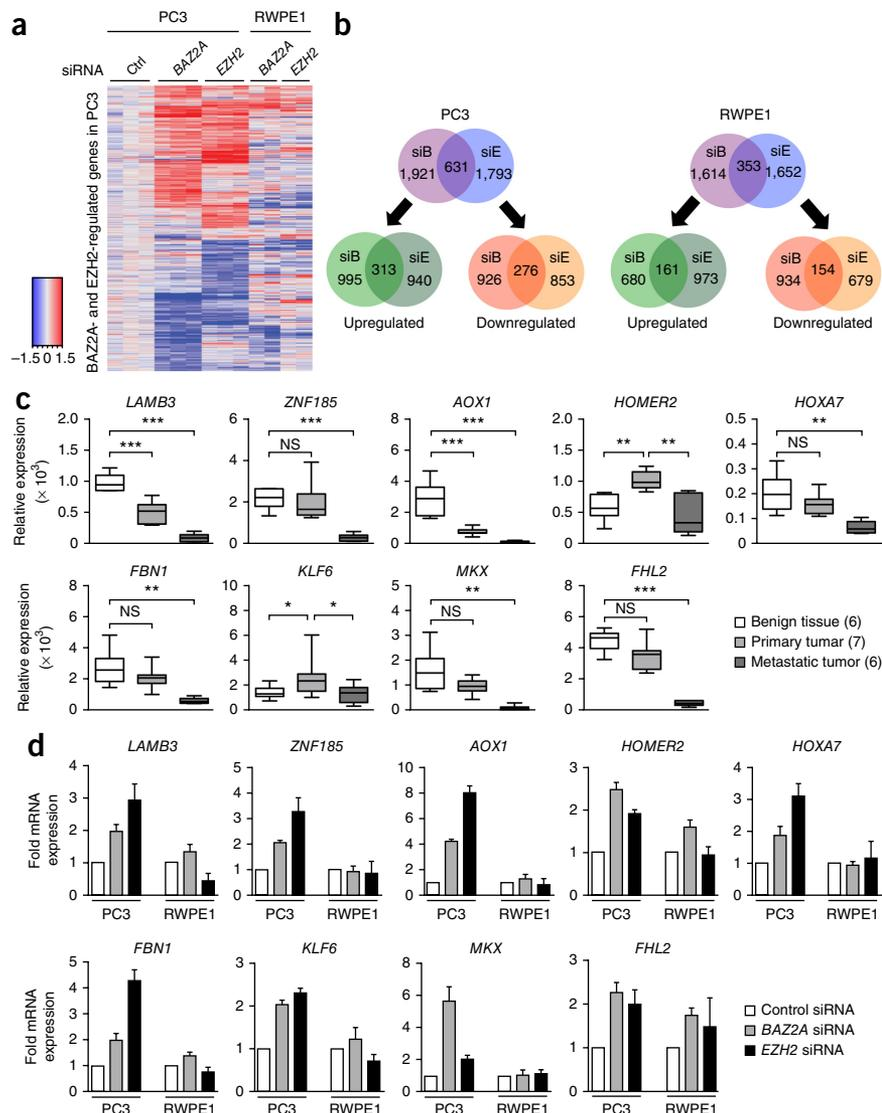 a
PC3 RWPE1
siRNA Ctrl BAZ2A EZH2 BAZ2A EZH2
BAZ2A- and EZH2-regulated genes in PC3
–1.5 0 1.5
b
PC3
siB siE
1,921 631 1,793
siB siE
995 313 940
Upregulated
siB siE
926 276 853
Downregulated
RWPE1
siB siE
1,614 353 1,652
siB siE
680 161 973
Upregulated
siB siE
934 154 679
Downregulated
c
LAMB3 ZNF185 AOX1 HOMER2 HOXA7
Relative expression
(× 10³)
2.0 1.5 1.0 0.5 0
*** ***
6 4 2 0
*** NS
8 6 4 2 0
*** ***
2.0 1.5 1.0 0.5 0
** **
0.5 0.4 0.3 0.2 0.1 0
** NS
FBN1 KLF6 MKX FHL2
Relative expression
(× 10³)
8 6 4 2 0
** NS
10 8 6 4 2 0
* *
5 4 3 2 1 0
** NS
8 6 4 2 0
*** NS
Benign tissue (6)
Primary tumar (7)
Metastatic tumor (6)
d
LAMB3 ZNF185 AOX1 HOMER2 HOXA7
Fold mRNA
expression
4 3 2 1 0
5 4 3 2 1 0
10 8 6 4 2 0
3 2 1 0
4 3 2 1 0
PC3 RWPE1 PC3 RWPE1 PC3 RWPE1 PC3 RWPE1 PC3 RWPE1
FBN1 KLF6 MKX FHL2
Fold mRNA
expression
5 4 3 2 1 0
3 2 1 0
8 6 4 2 0
3 2 1 0
Control siRNA
BAZ2A siRNA
EZH2 siRNA
PC3 RWPE1 PC3 RWPE1 PC3 RWPE1 PC3 RWPE1